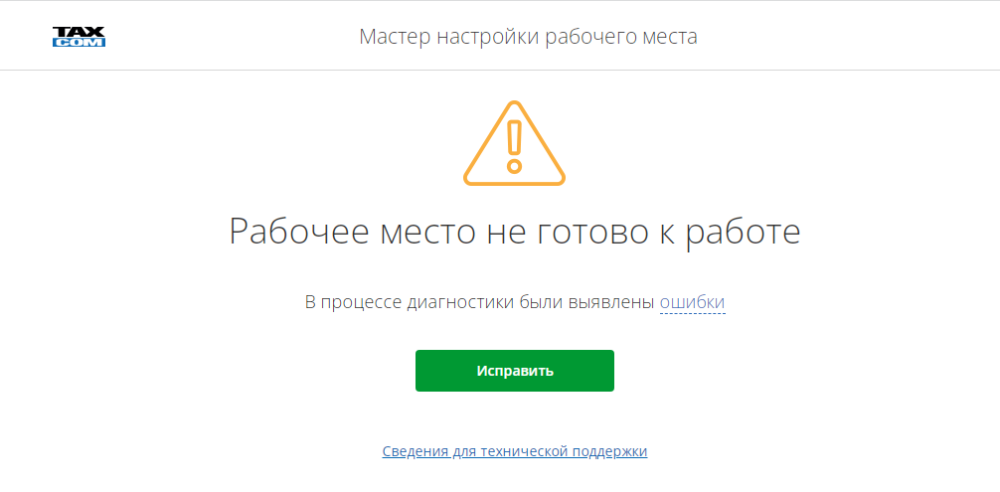 TAX
COM
Мастер настройки рабочего места
Рабочее место не готово к работе
В процессе диагностики были выявлены ошибки
Исправить
Сведения для технической поддержки